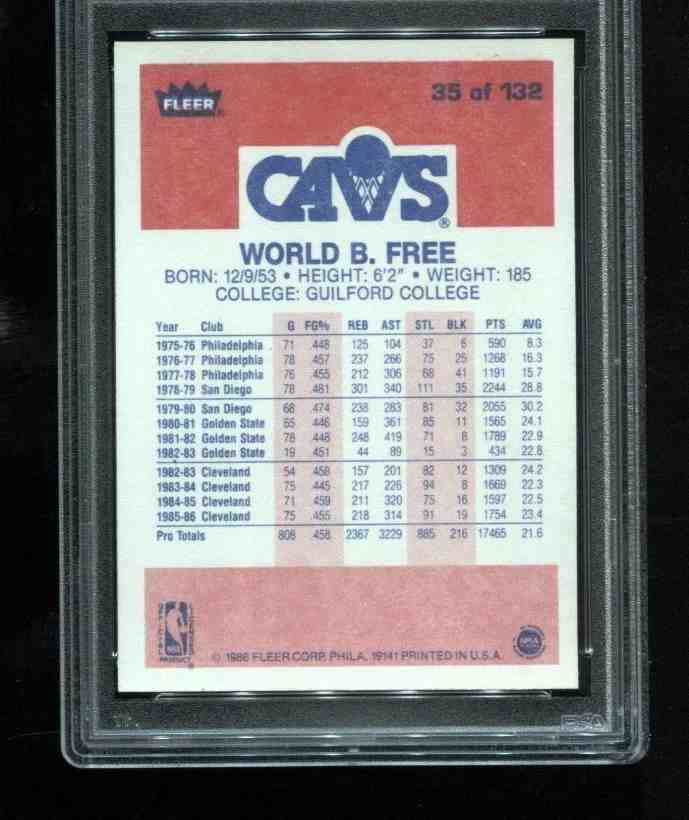 FLEER
35 of 132
CAVS®
WORLD B. FREE
BORN: 12/9/53 • HEIGHT: 6'2" • WEIGHT: 185
COLLEGE: GUILFORD COLLEGE
Year Club G FG% REB AST STL BLK PTS AVG
1975-76 Philadelphia 71 .448 125 104 37 6 590 8.3
1976-77 Philadelphia 78 .457 237 266 75 25 1268 16.3
1977-78 Philadelphia 76 .455 212 306 68 41 1191 15.7
1978-79 San Diego 78 .481 301 340 111 35 2244 28.8
1979-80 San Diego 68 .474 238 283 81 32 2055 30.2
1980-81 Golden State 65 .446 159 361 85 11 1565 24.1
1981-82 Golden State 78 .448 248 419 71 8 1789 22.9
1982-83 Golden State 19 .451 44 89 15 3 434 22.8
1982-83 Cleveland 54 .458 157 201 82 12 1309 24.2
1983-84 Cleveland 75 .445 217 226 94 8 1669 22.3
1984-85 Cleveland 71 .459 211 320 75 16 1597 22.5
1985-86 Cleveland 75 .455 218 314 91 19 1754 23.4
Pro Totals 808 .458 2367 3229 885 216 17465 21.6
OFFICIAL LICENSED
NBA
PRODUCT
© 1986 FLEER CORP. PHILA. 19141 PRINTED IN U.S.A.
PSA